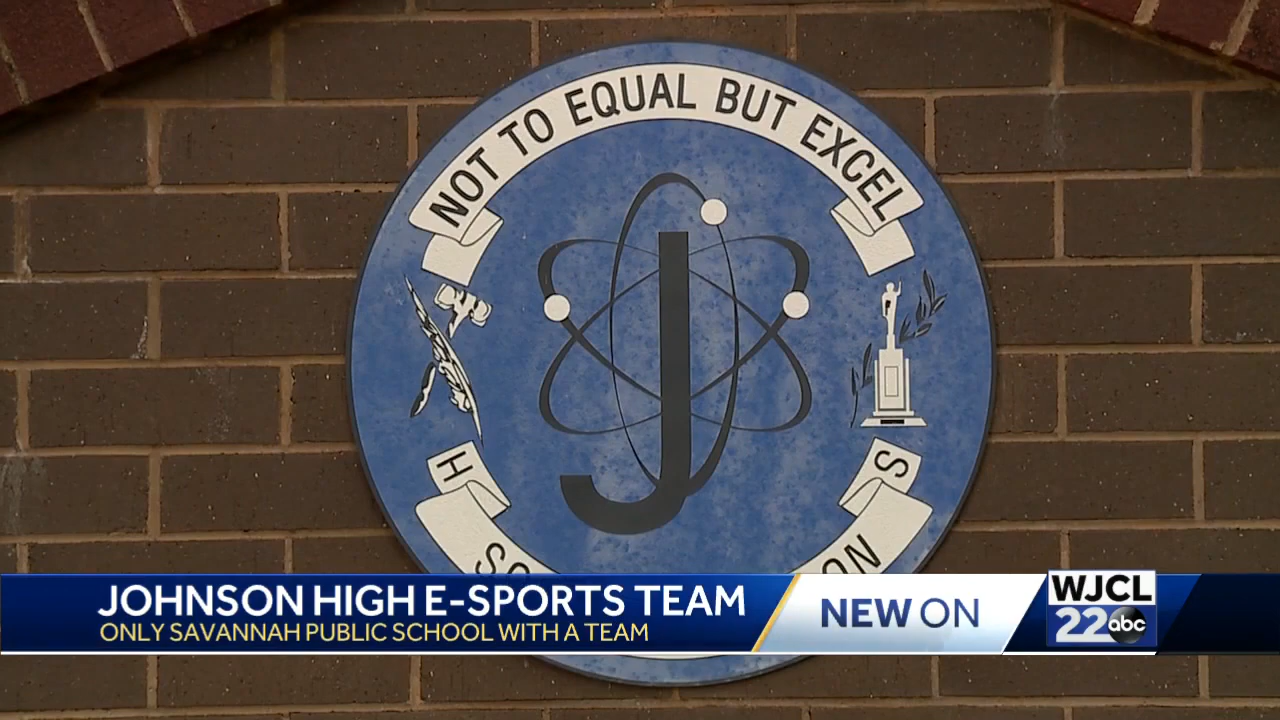 NOT TO EQUAL BUT EXCEL
J
H S
JOHNSON HIGH E-SPORTS TEAM
ONLY SAVANNAH PUBLIC SCHOOL WITH A TEAM
NEW ON
WJCL
22 abc